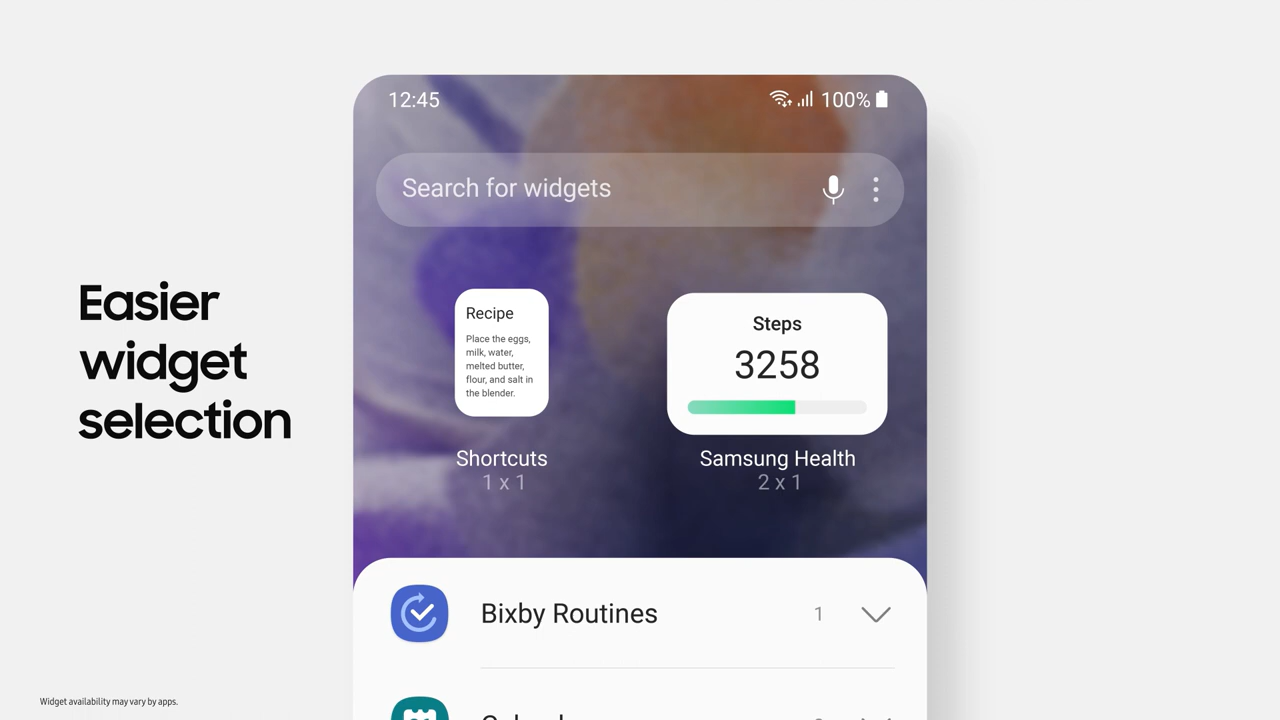 12:45
100%
Search for widgets
Easier
widget
selection
Recipe
Place the eggs,
milk, water,
melted butter,
flour, and salt in
the blender.
Steps
3258
Shortcuts
1 x 1
Samsung Health
2 x 1
Bixby Routines
1
Widget availability may vary by apps.